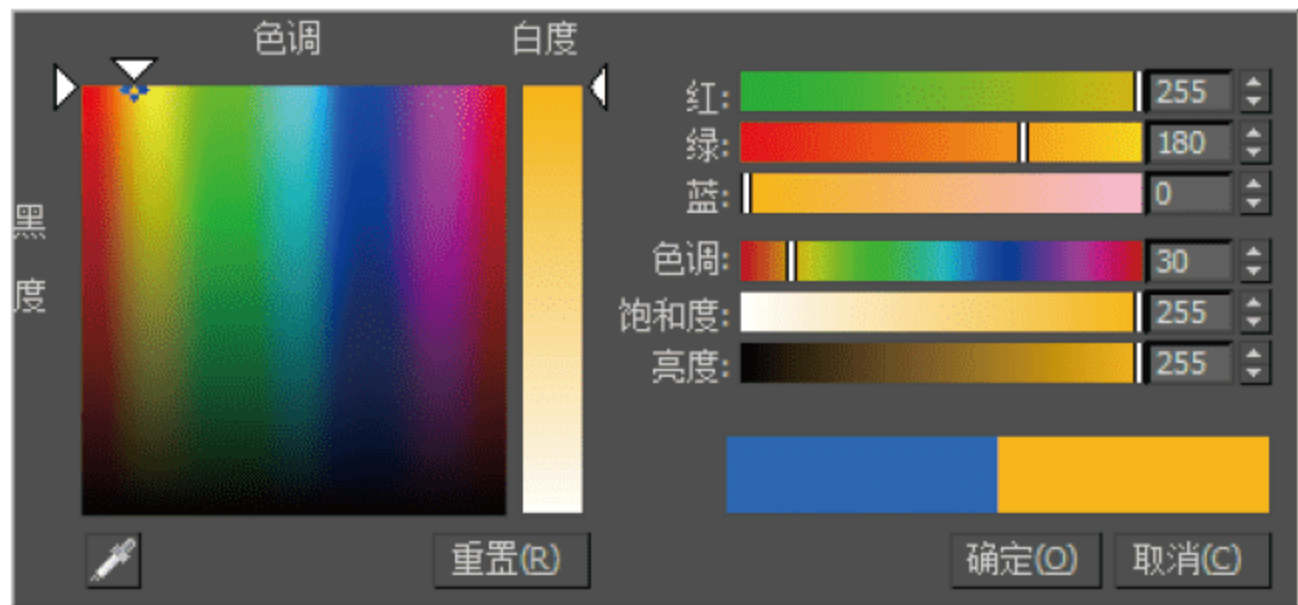 色调 白度
红: 255
绿: 180
蓝: 0
黑
度
色调: 30
饱和度: 255
亮度: 255
重置(R)
确定(O) 取消(C)